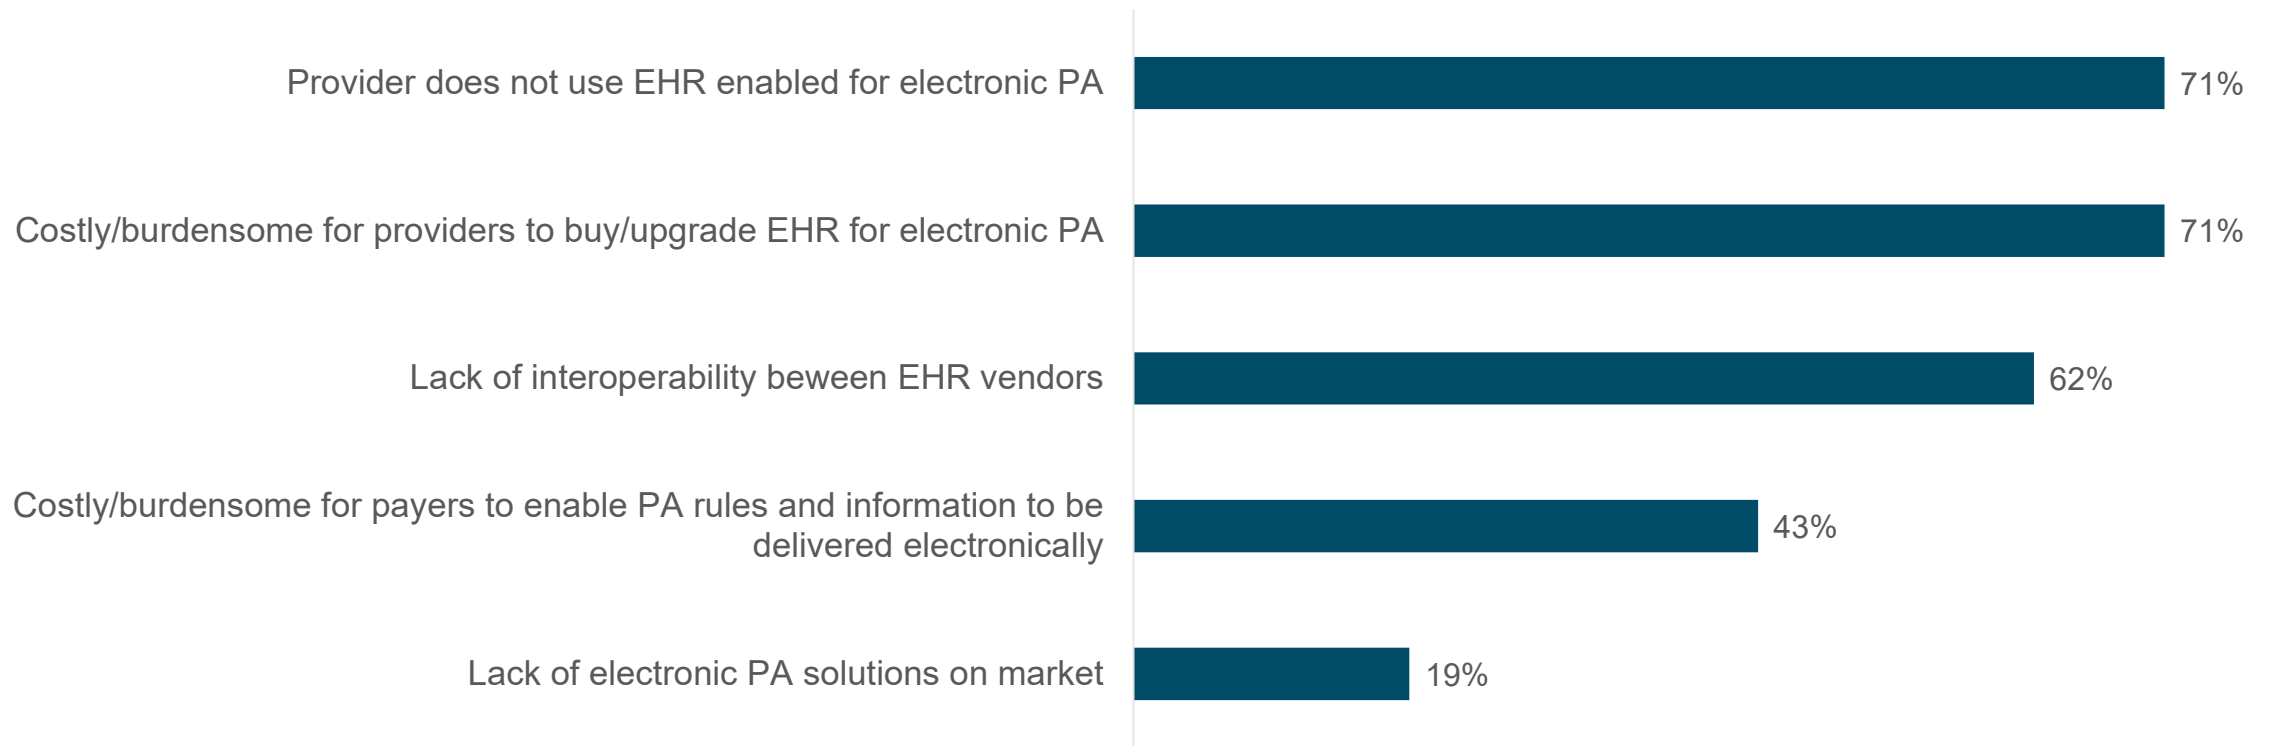 Provider does not use EHR enabled for electronic PA
71%
Costly/burdensome for providers to buy/upgrade EHR for electronic PA
71%
Lack of interoperability beween EHR vendors
62%
Costly/burdensome for payers to enable PA rules and information to be
delivered electronically
43%
Lack of electronic PA solutions on market
19%